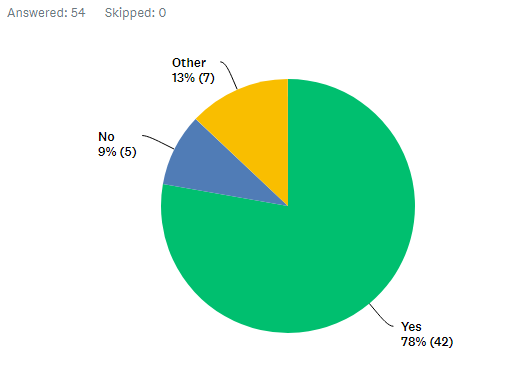 Answered: 54 Skipped: 0
Other
13% (7)
No
9% (5)
Yes
78% (42)